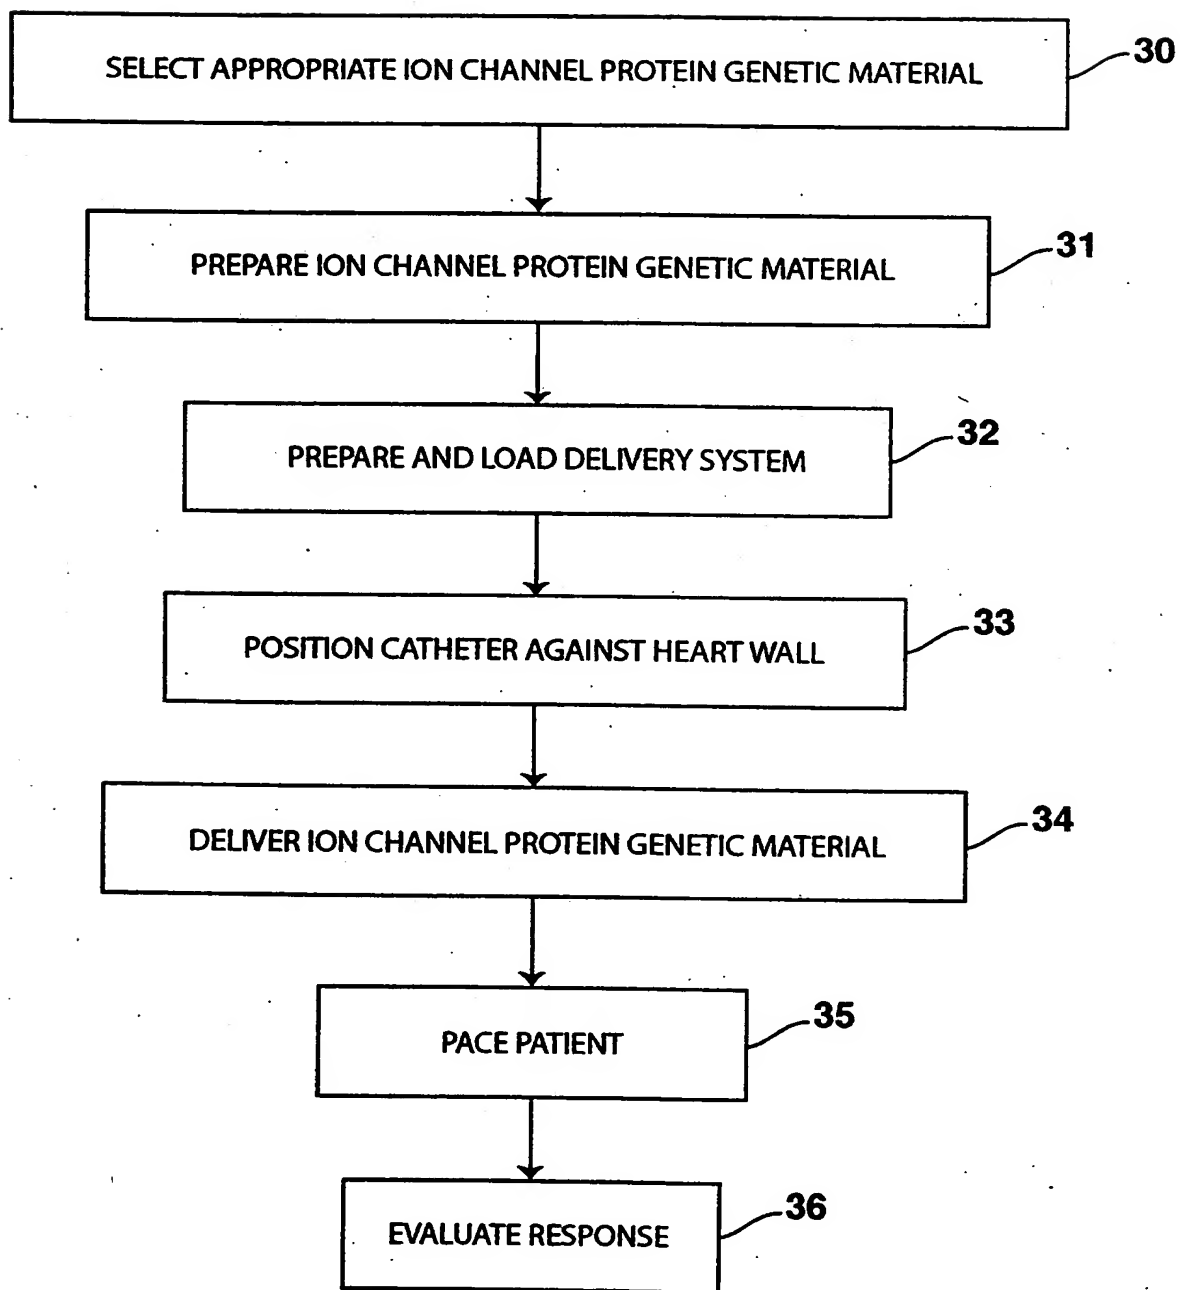 SELECT APPROPRIATE ION CHANNEL PROTEIN GENETIC MATERIAL
30
PREPARE ION CHANNEL PROTEIN GENETIC MATERIAL
31
PREPARE AND LOAD DELIVERY SYSTEM
32
POSITION CATHETER AGAINST HEART WALL
33
DELIVER ION CHANNEL PROTEIN GENETIC MATERIAL
34
PACE PATIENT
35
EVALUATE RESPONSE
36